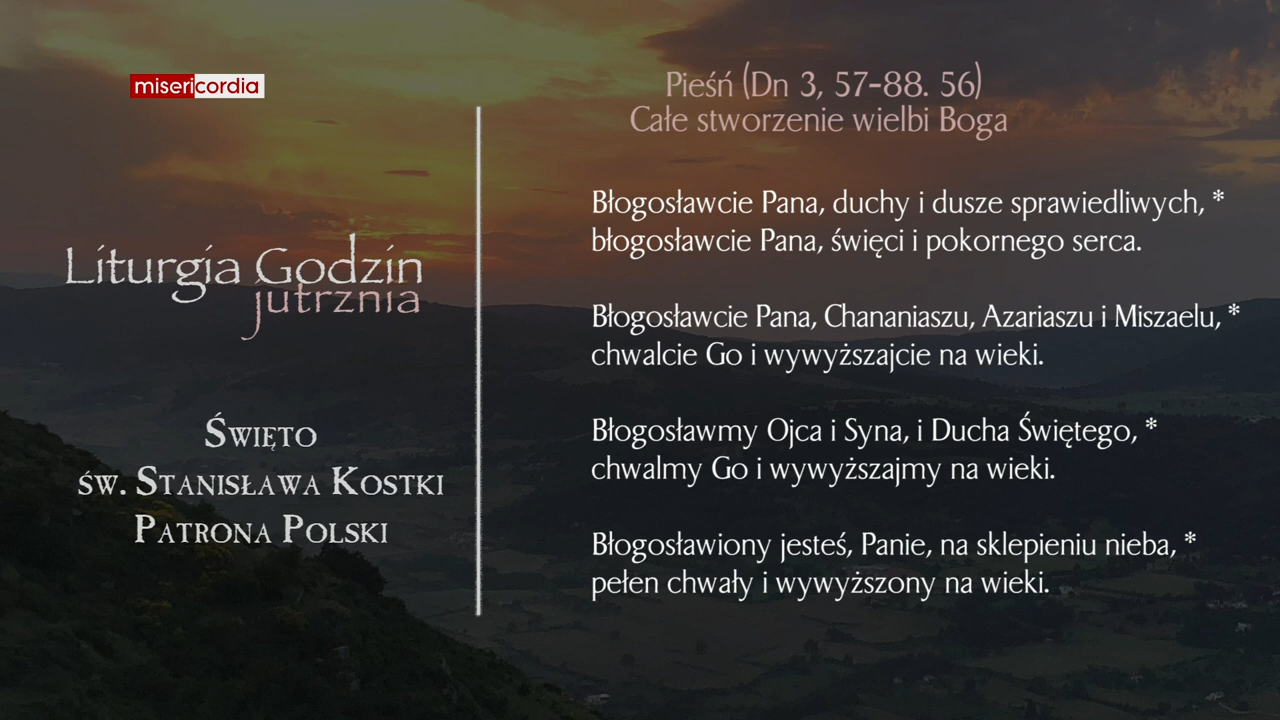 misericordia
Liturgia Godzin
jutrznia
Święto
św. Stanisława Kostki
Patrona Polski
Pieśń (Dn 3, 57-88. 56)
Całe stworzenie wielbi Boga
Błogosławcie Pana, duchy i dusze sprawiedliwych, *
błogosławcie Pana, święci i pokornego serca.
Błogosławcie Pana, Chananiaszu, Azariaszu i Miszaelu, *
chwalcie Go i wywyższajcie na wieki.
Błogosławmy Ojca i Syna, i Ducha Świętego, *
chwalmy Go i wywyższajmy na wieki.
Błogosławiony jesteś, Panie, na sklepieniu nieba, *
pełen chwały i wywyższony na wieki.